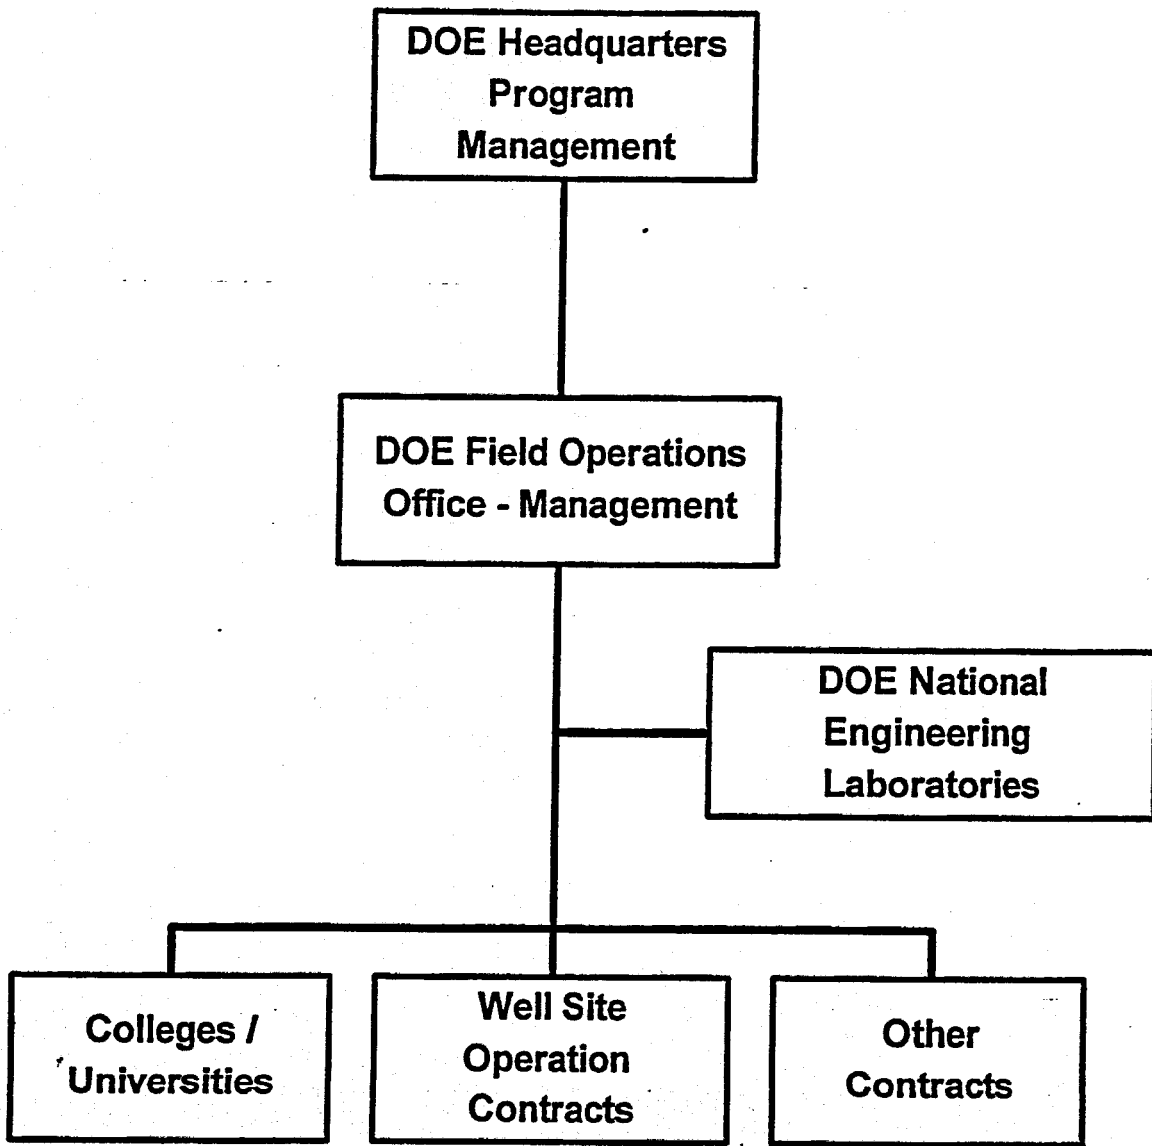 DOE Headquarters
Program
Management
DOE Field Operations
Office - Management
DOE National
Engineering
Laboratories
Colleges /
Universities
Well Site
Operation
Contracts
Other
Contracts